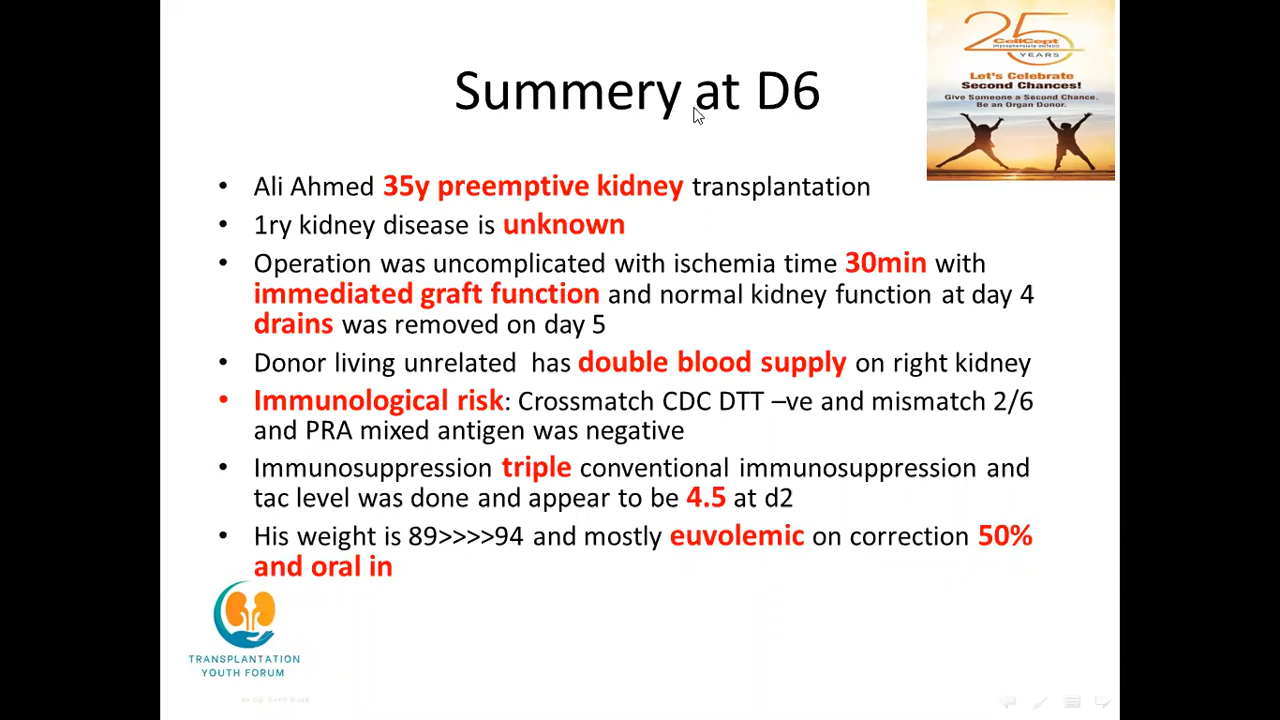 25
CellCept
(mycophenolate mofetil)
YEARS
Let's Celebrate
Second Chances!
Give Someone a Second Chance.
Be an Organ Donor.
Summery at D6
• Ali Ahmed 35y preemptive kidney transplantation
• 1ry kidney disease is unknown
• Operation was uncomplicated with ischemia time 30min with
immediated graft function and normal kidney function at day 4
drains was removed on day 5
• Donor living unrelated has double blood supply on right kidney
• Immunological risk: Crossmatch CDC DTT –ve and mismatch 2/6
and PRA mixed antigen was negative
• Immunosuppression triple conventional immunosuppression and
tac level was done and appear to be 4.5 at d2
• His weight is 89>>>>94 and mostly euvolemic on correction 50%
and oral in
TRANSPLANTATION
YOUTH FORUM